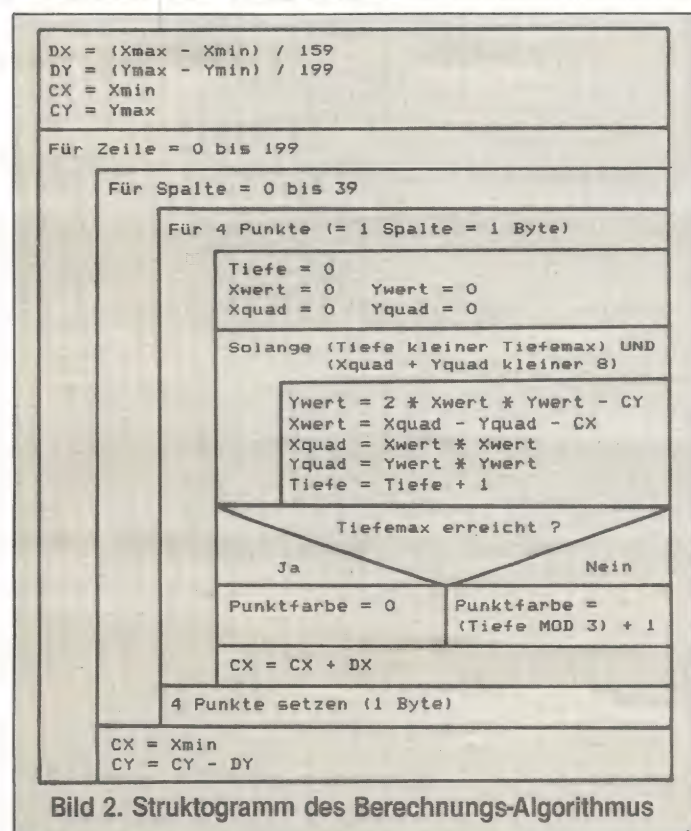 DX = (Xmax - Xmin) / 159
DY = (Ymax - Ymin) / 199
CX = Xmin
CY = Ymax
Für Zeile = 0 bis 199
Für Spalte = 0 bis 39
Für 4 Punkte (= 1 Spalte = 1 Byte)
Tiefe = 0
Xwert = 0 Ywert = 0
Xquad = 0 Yquad = 0
Solange (Tiefe kleiner Tiefemax) UND
(Xquad + Yquad kleiner 8)
Ywert = 2 * Xwert * Ywert - CY
Xwert = Xquad - Yquad - CX
Xquad = Xwert * Xwert
Yquad = Ywert * Ywert
Tiefe = Tiefe + 1
Tiefemax erreicht ?
Ja Nein
Punktfarbe = 0 Punktfarbe =
(Tiefe MOD 3) + 1
CX = CX + DX
4 Punkte setzen (1 Byte)
CX = Xmin
CY = CY - DY
Bild 2. Struktogramm des Berechnungs-Algorithmus